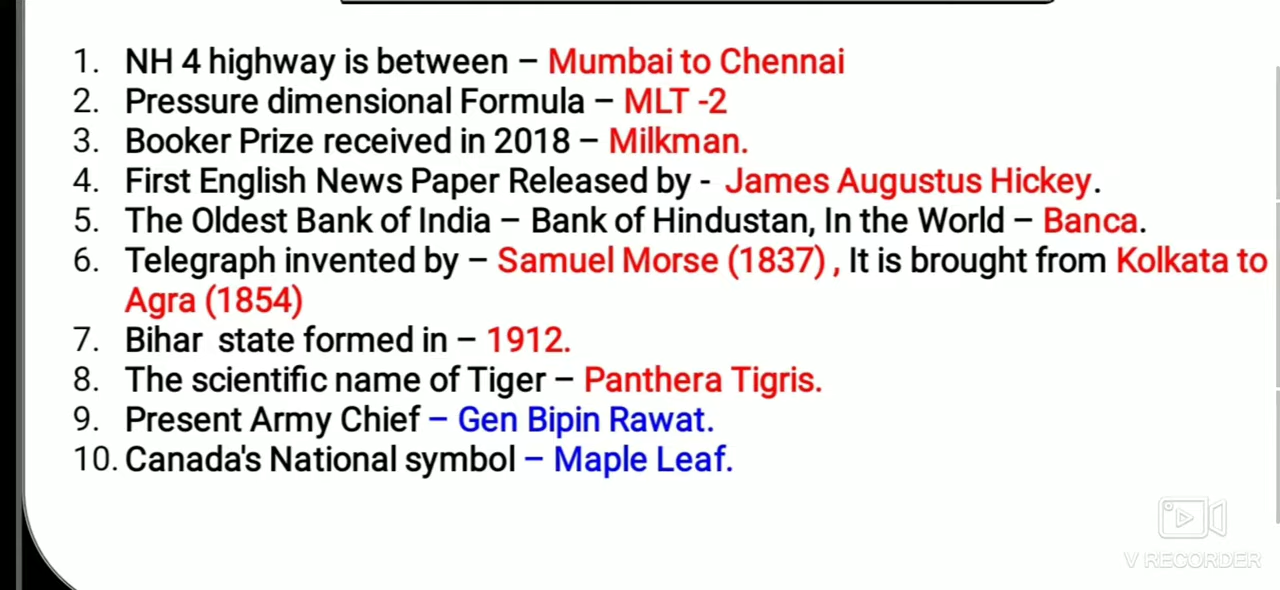 1. NH 4 highway is between – Mumbai to Chennai
2. Pressure dimensional Formula – MLT -2
3. Booker Prize received in 2018 – Milkman.
4. First English News Paper Released by - James Augustus Hickey.
5. The Oldest Bank of India – Bank of Hindustan, In the World – Banca.
6. Telegraph invented by – Samuel Morse (1837) , It is brought from Kolkata to
Agra (1854)
7. Bihar state formed in – 1912.
8. The scientific name of Tiger – Panthera Tigris.
9. Present Army Chief – Gen Bipin Rawat.
10. Canada's National symbol – Maple Leaf.
V RECORDER